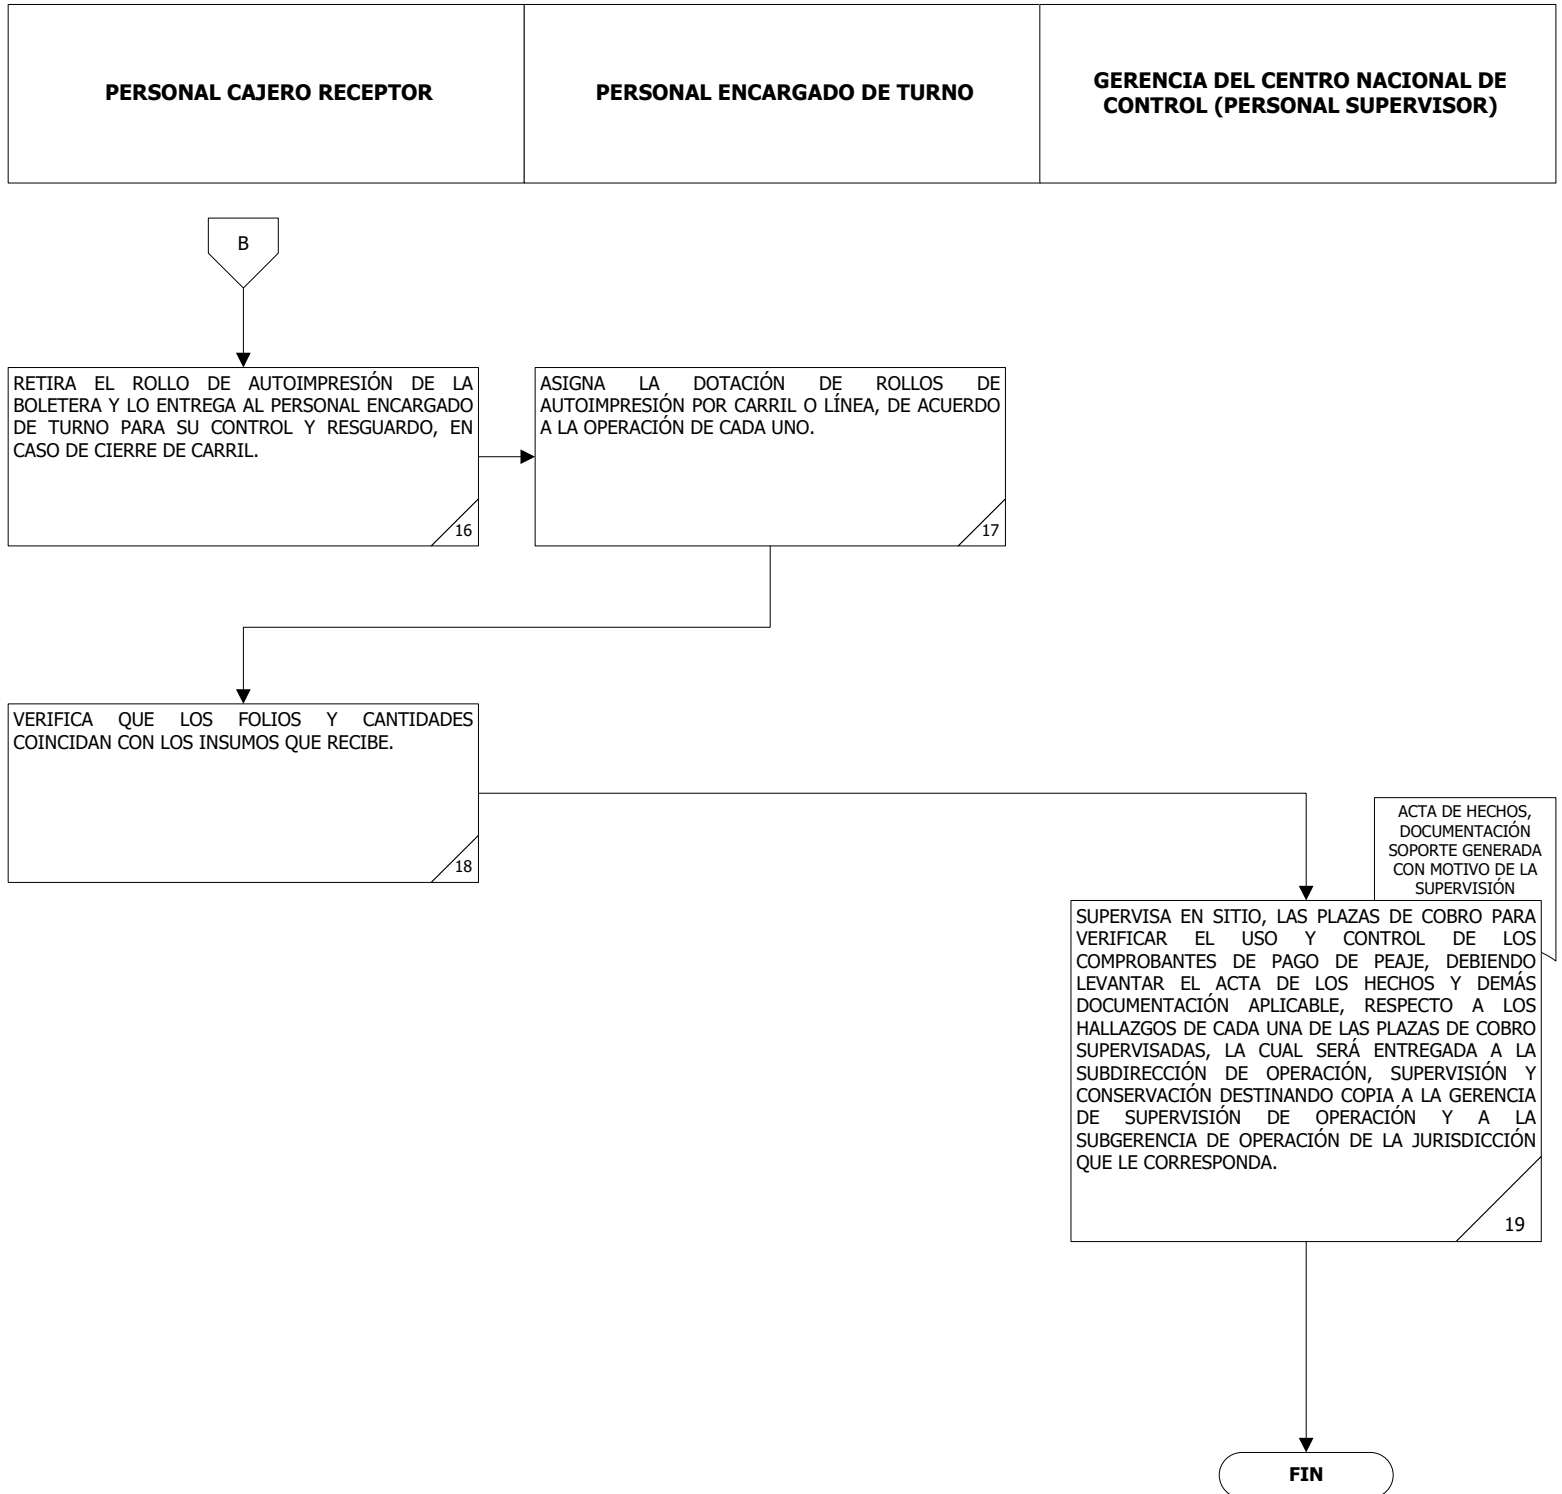 PERSONAL CAJERO RECEPTOR
PERSONAL ENCARGADO DE TURNO
GERENCIA DEL CENTRO NACIONAL DE
CONTROL (PERSONAL SUPERVISOR)
B
RETIRA EL ROLLO DE AUTOIMPRESIÓN DE LA
BOLETERA Y LO ENTREGA AL PERSONAL ENCARGADO
DE TURNO PARA SU CONTROL Y RESGUARDO, EN
CASO DE CIERRE DE CARRIL.
16
ASIGNA LA DOTACIÓN DE ROLLOS DE
AUTOIMPRESIÓN POR CARRIL O LÍNEA, DE ACUERDO
A LA OPERACIÓN DE CADA UNO.
17
VERIFICA QUE LOS FOLIOS Y CANTIDADES
COINCIDAN CON LOS INSUMOS QUE RECIBE.
18
ACTA DE HECHOS,
DOCUMENTACIÓN
SOPORTE GENERADA
CON MOTIVO DE LA
SUPERVISIÓN
SUPERVISA EN SITIO, LAS PLAZAS DE COBRO PARA
VERIFICAR EL USO Y CONTROL DE LOS
COMPROBANTES DE PAGO DE PEAJE, DEBIENDO
LEVANTAR EL ACTA DE LOS HECHOS Y DEMÁS
DOCUMENTACIÓN APLICABLE, RESPECTO A LOS
HALLAZGOS DE CADA UNA DE LAS PLAZAS DE COBRO
SUPERVISADAS, LA CUAL SERÁ ENTREGADA A LA
SUBDIRECCIÓN DE OPERACIÓN, SUPERVISIÓN Y
CONSERVACIÓN DESTINANDO COPIA A LA GERENCIA
DE SUPERVISIÓN DE OPERACIÓN Y A LA
SUBGERENCIA DE OPERACIÓN DE LA JURISDICCIÓN
QUE LE CORRESPONDA.
19
FIN